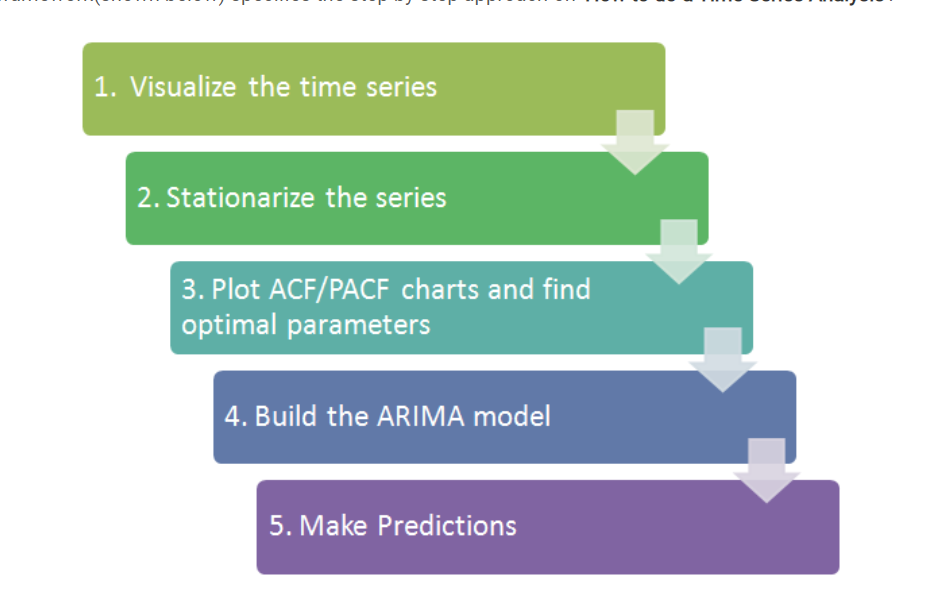 1. Visualize the time series
2. Stationarize the series
3. Plot ACF/PACF charts and find
optimal parameters
4. Build the ARIMA model
5. Make Predictions